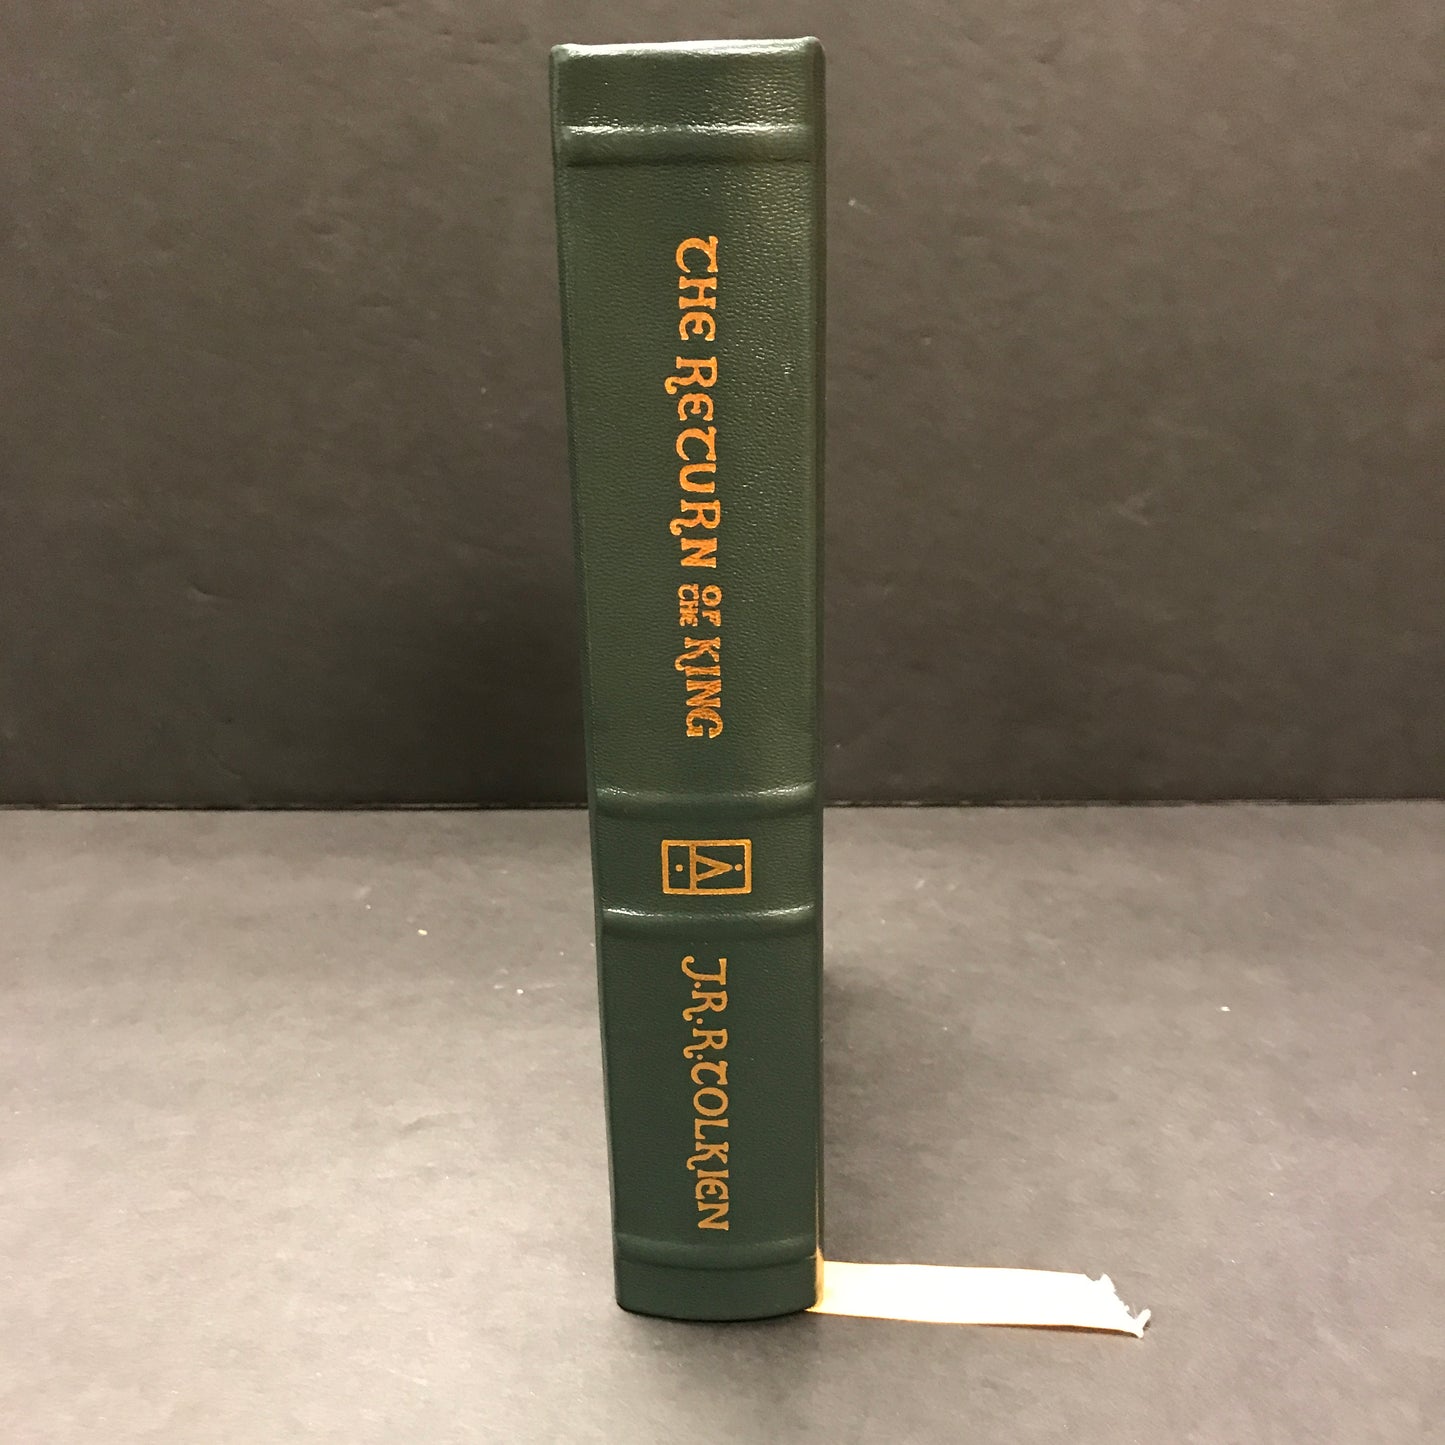 THE RETURN OF THE KING
J.R.R. TOLKIEN